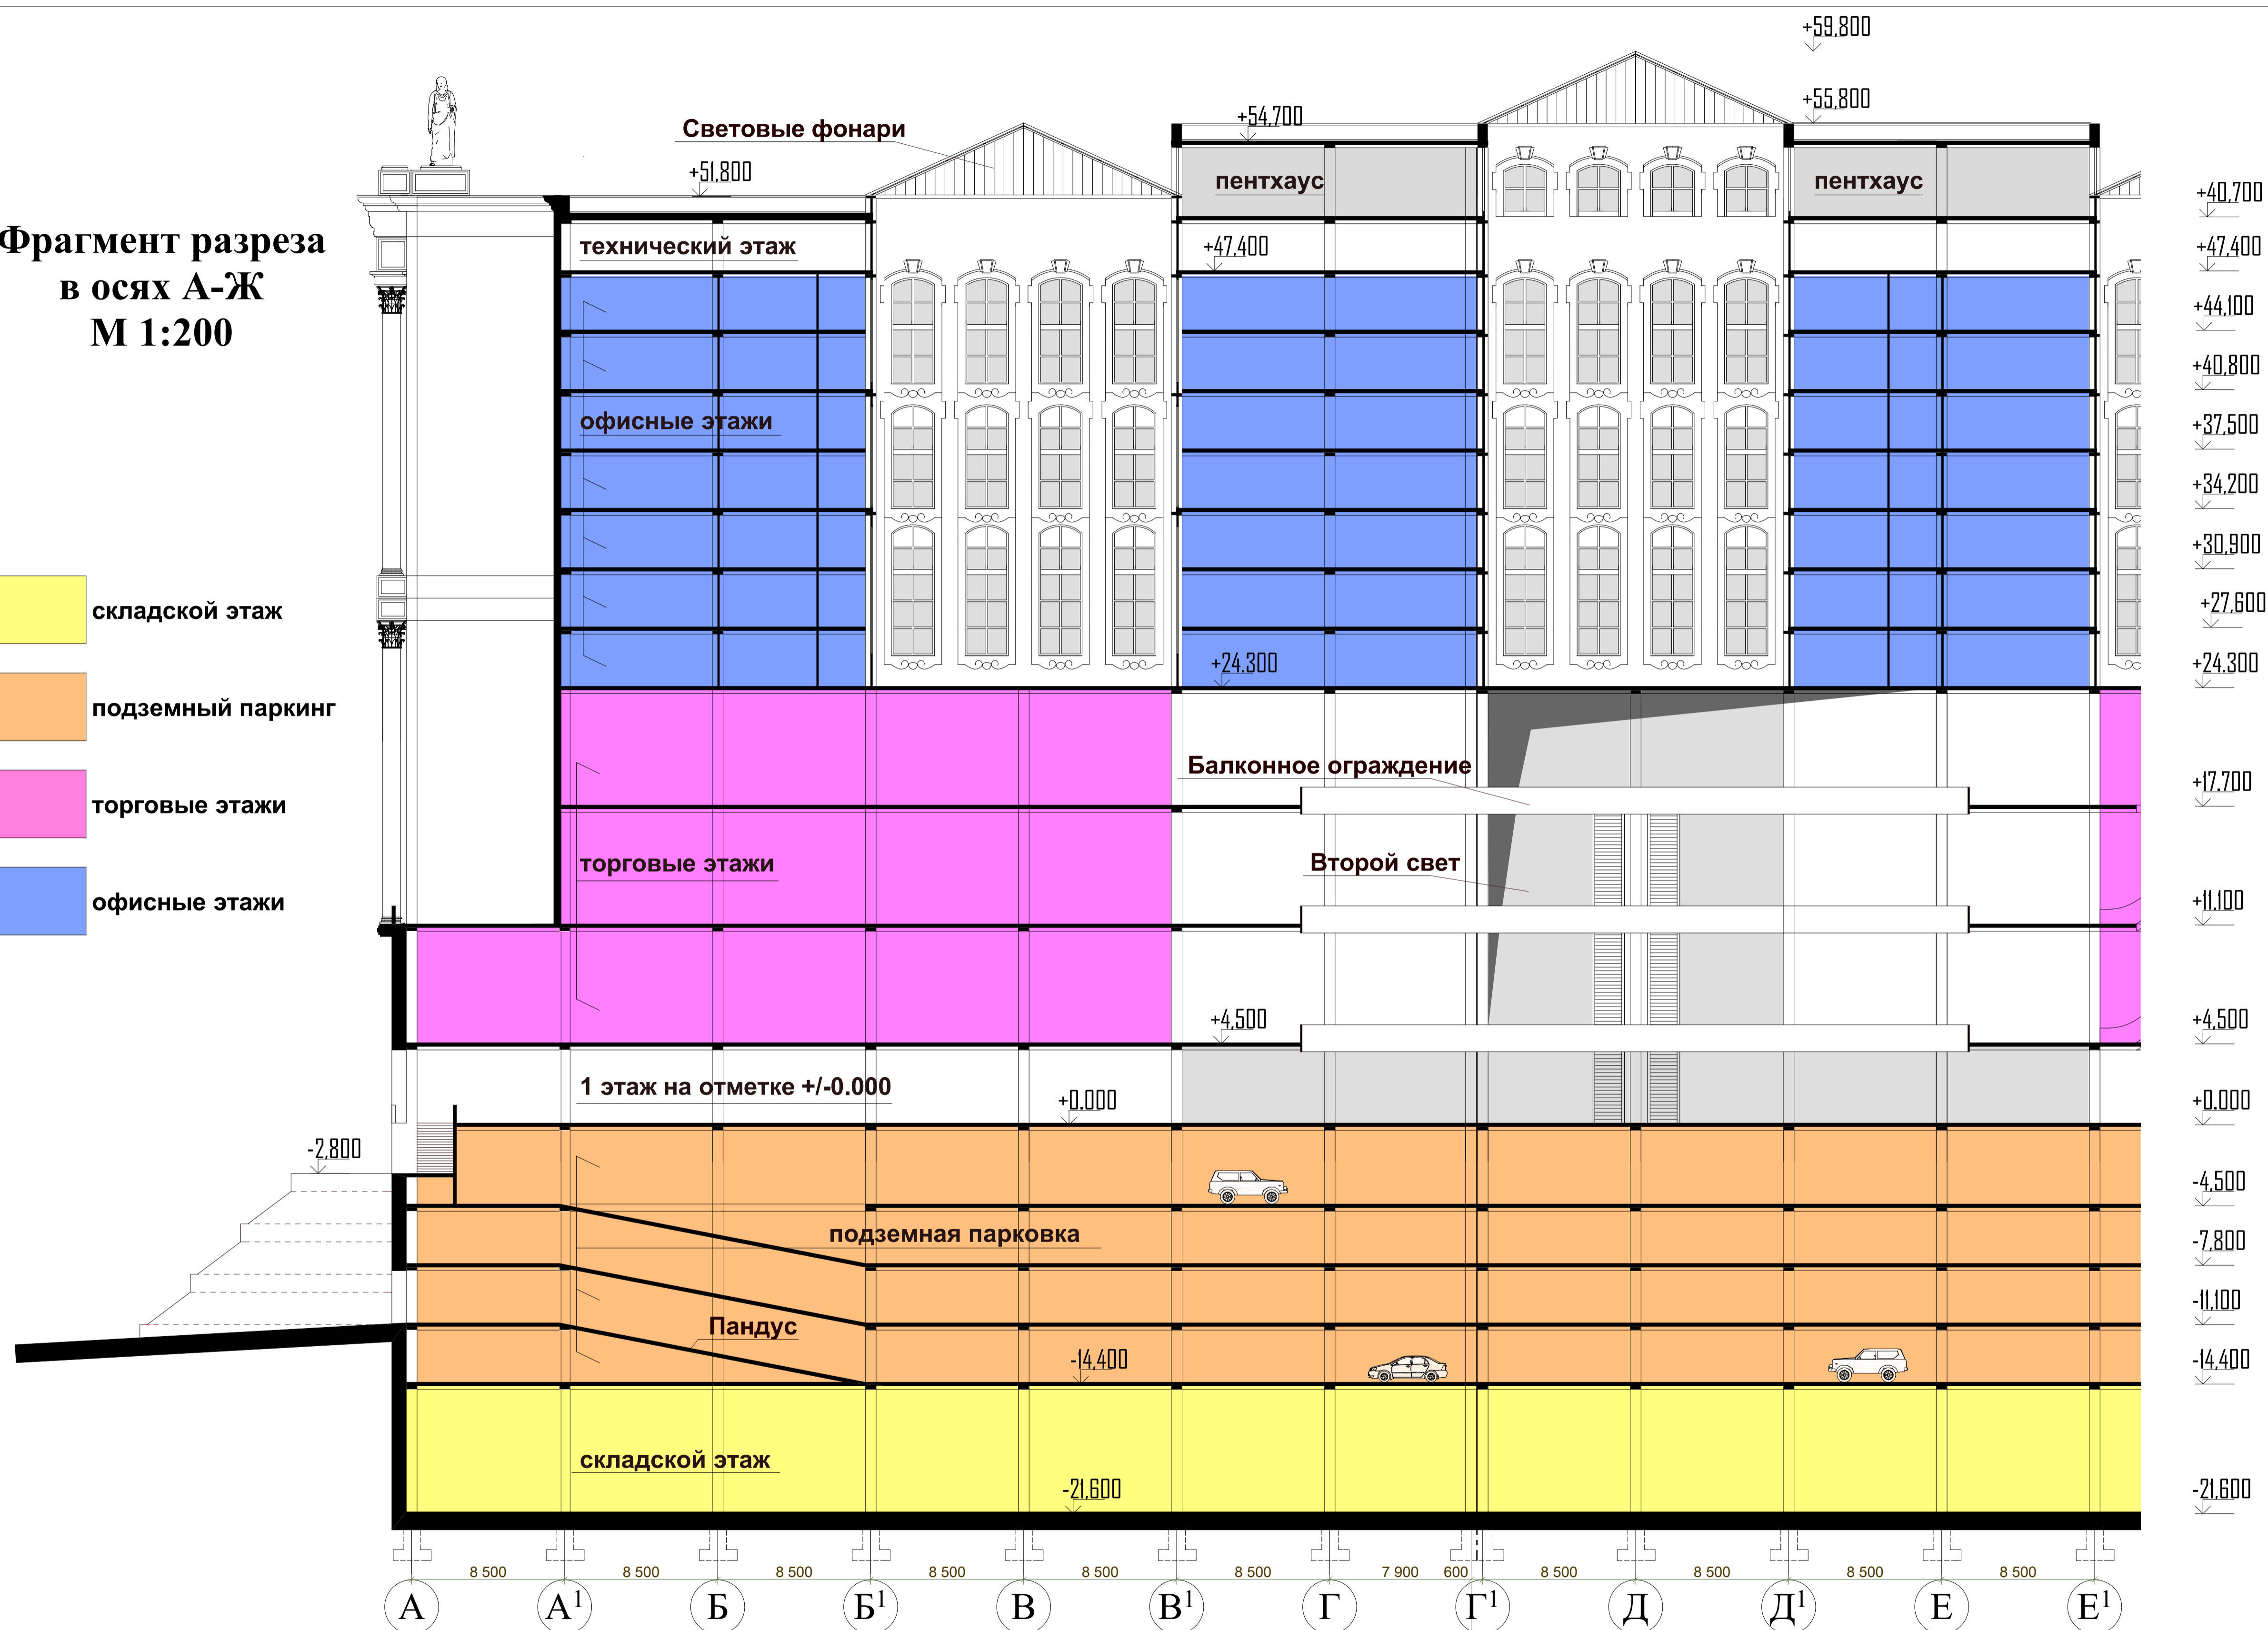 +59,800
+55,800
+54,700
Световые фонари
+51,800
пентхаус
пентхаус
+40,700
Фрагмент разреза
в осях А-Ж
М 1:200
технический этаж
+47,400
+47,400
+44,100
+40,800
офисные этажи
+37,500
+34,200
+30,900
складской этаж
+27,600
+24.300
+24.300
подземный паркинг
Балконное ограждение
+17.700
торговые этажи
торговые этажи
Второй свет
офисные этажи
+11.100
+4,500
+4,500
1 этаж на отметке +/-0.000
+0.000
+0.000
-2,800
-4,500
подземная парковка
-7,800
-11,100
Пандус
-14,400
-14,400
складской этаж
-21,600
-21,600
8 500 8 500 8 500 8 500 8 500 8 500 7 900 600 8 500 8 500 8 500 8 500
А А¹ Б Б¹ В В¹ Г Г¹ Д Д¹ Е Е¹